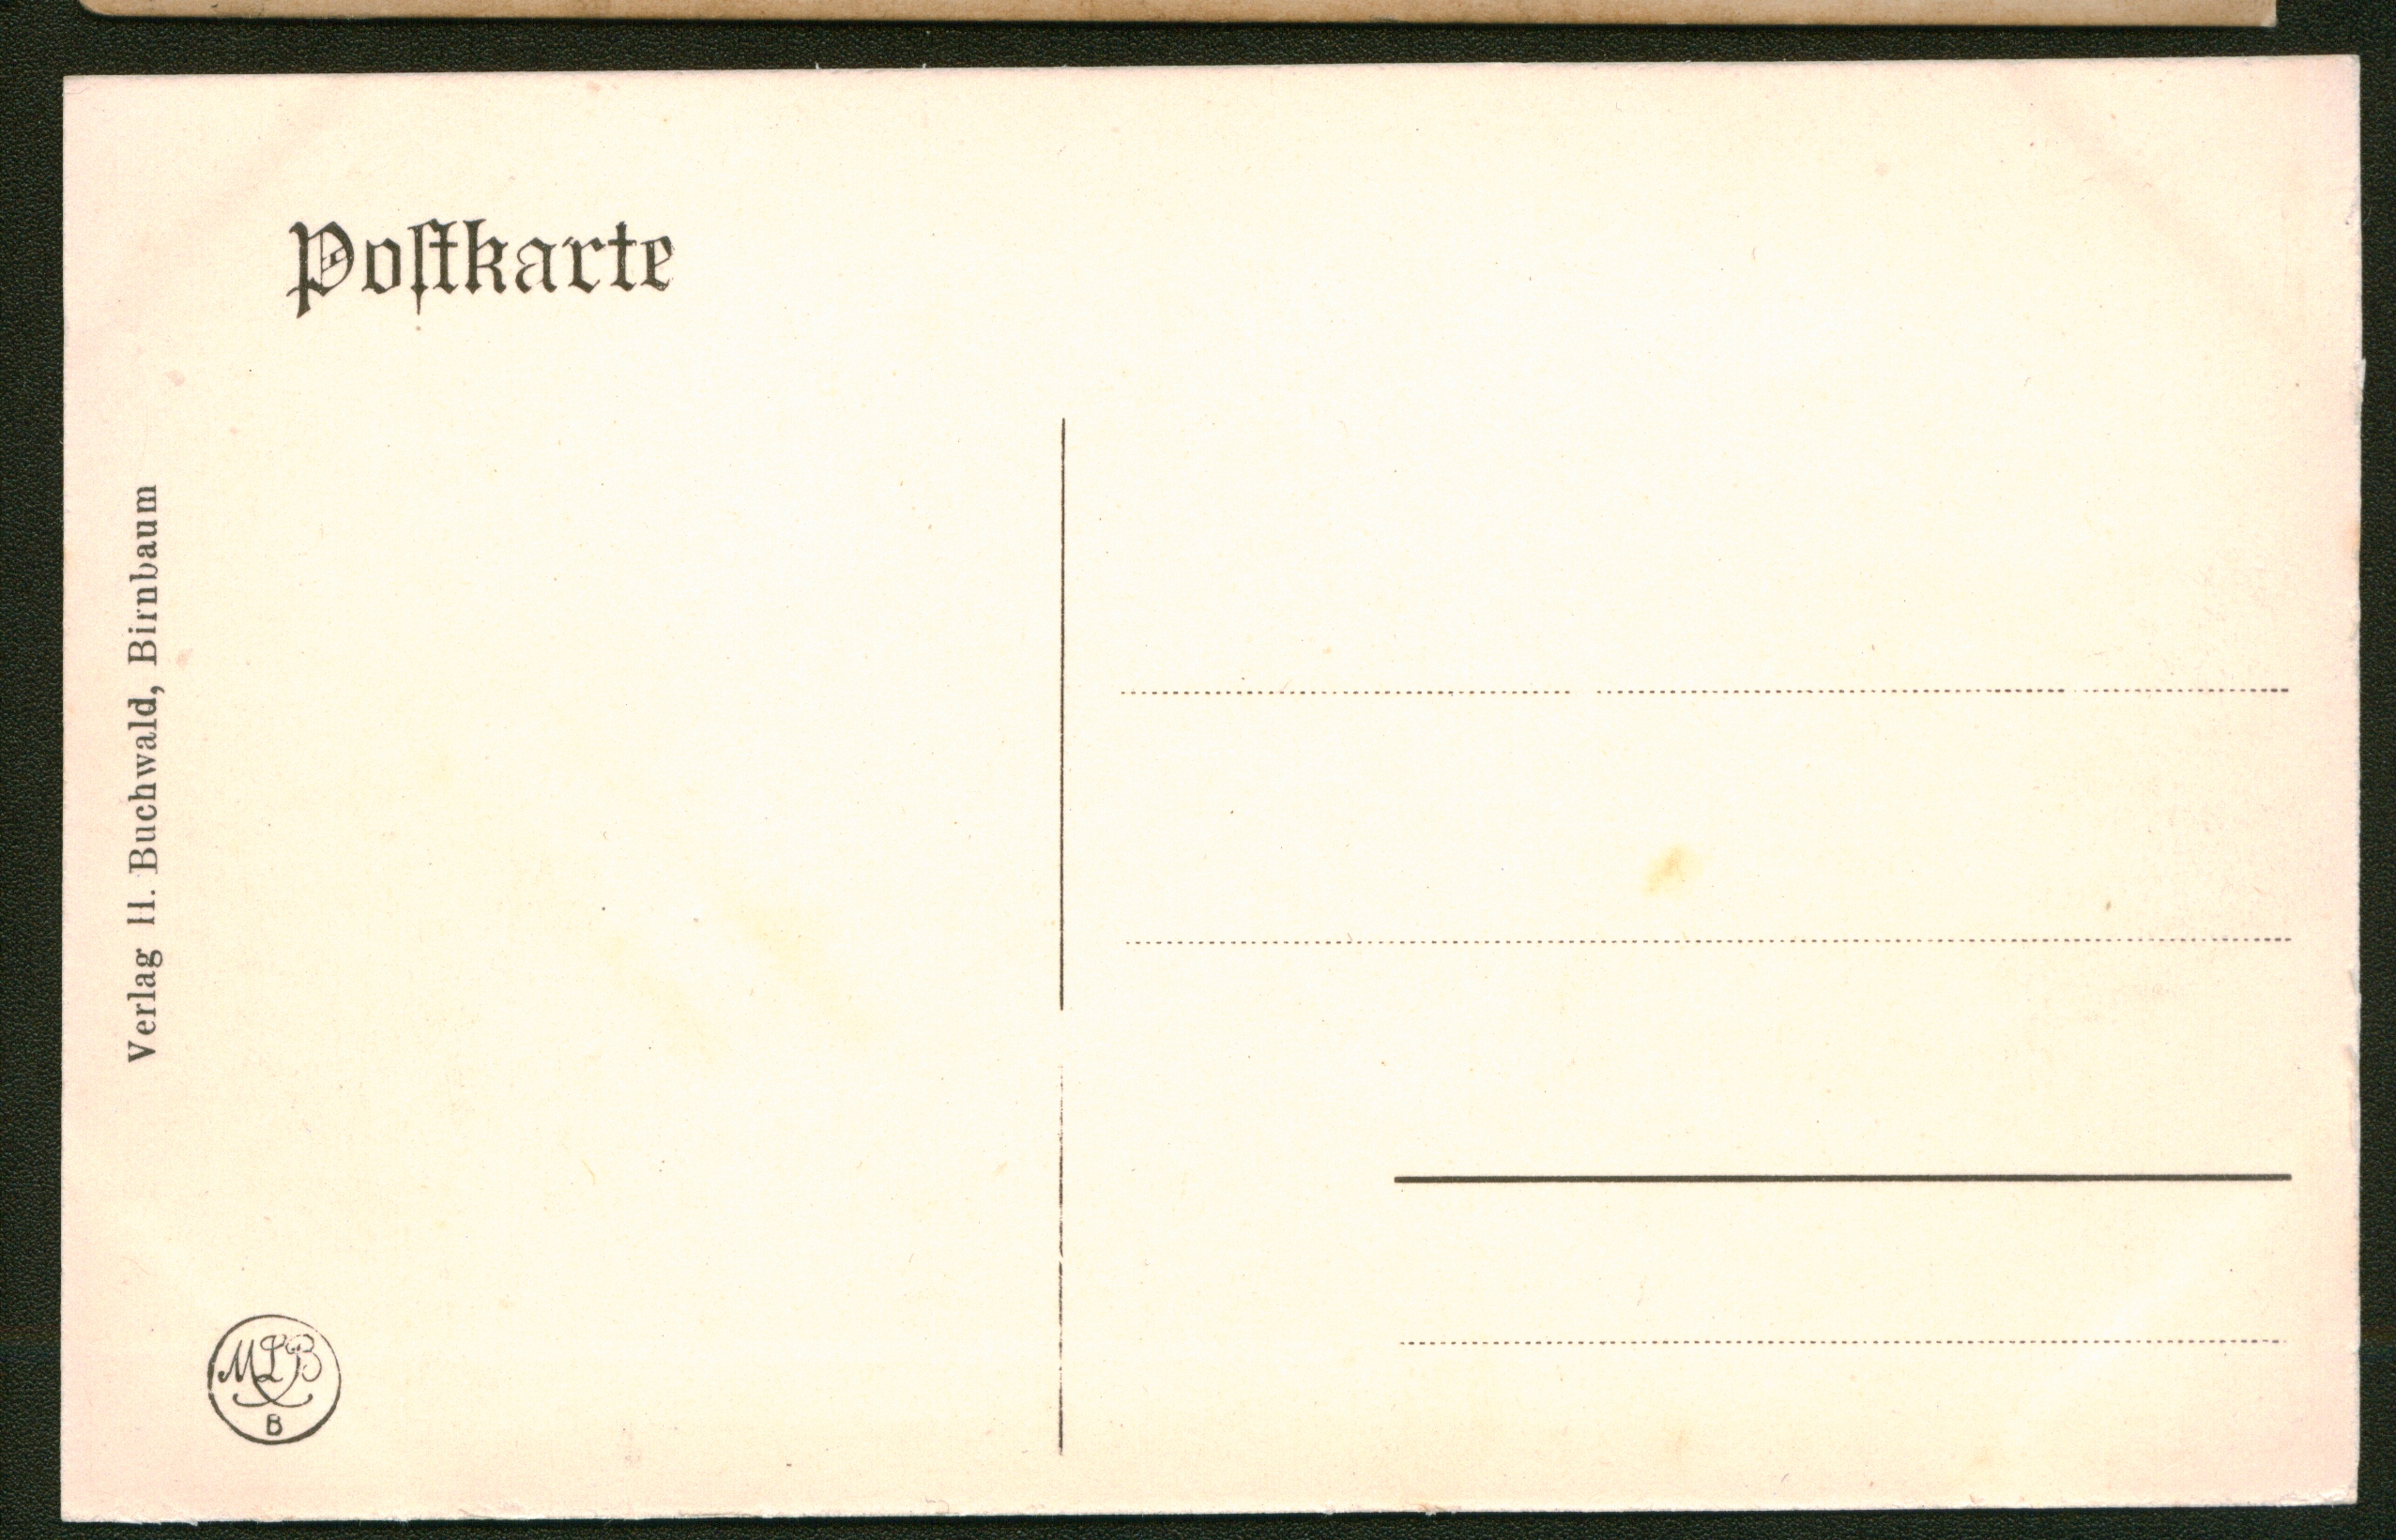 Poſtkarte
Verlag H. Buchwald, Birnbaum
MLB
B